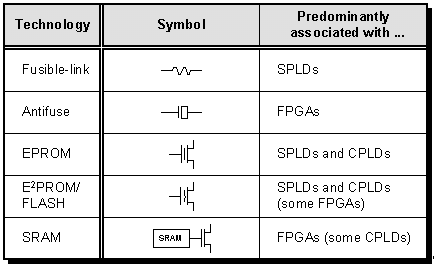 Technology Symbol Predominantly
associated with ...
Fusible-link SPLDs
Antifuse FPGAs
EPROM SPLDs and CPLDs
E²PROM/ SPLDs and CPLDs
FLASH (some FPGAs)
SRAM SRAM FPGAs (some CPLDs)